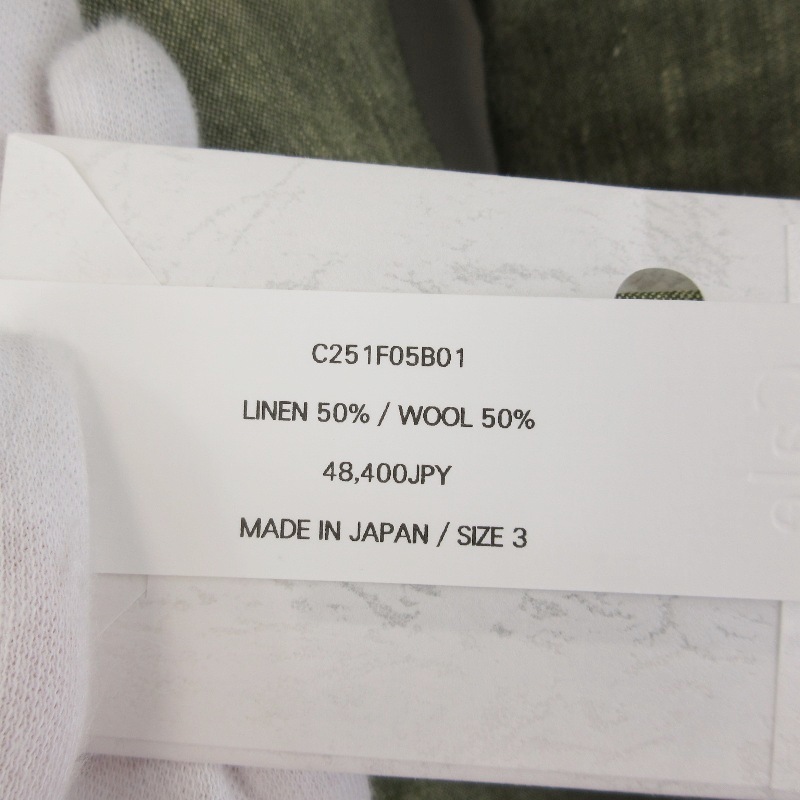 C251F05B01
LINEN 50% / WOOL 50%
48,400JPY
MADE IN JAPAN / SIZE 3